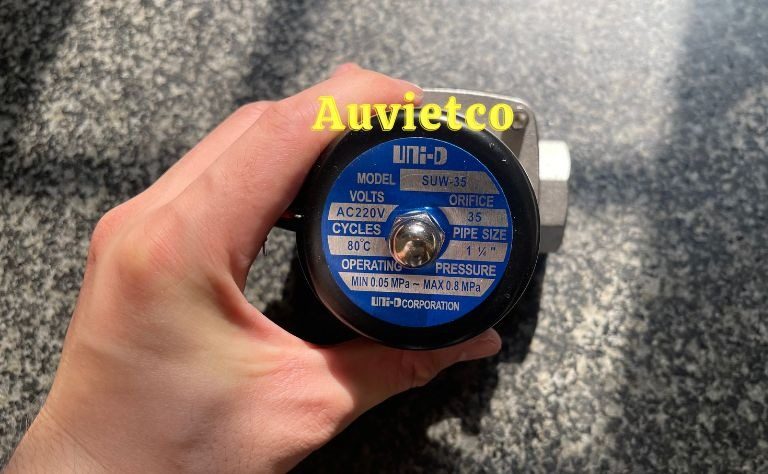 Auvietco
UNi-D
MODEL SUW-35
VOLTS ORIFICE
AC220V 35
CYCLES PIPE SIZE
80℃ 1 ¼"
OPERATING PRESSURE
MIN 0.05 MPa ~ MAX 0.8 MPa
UNi-D CORPORATION